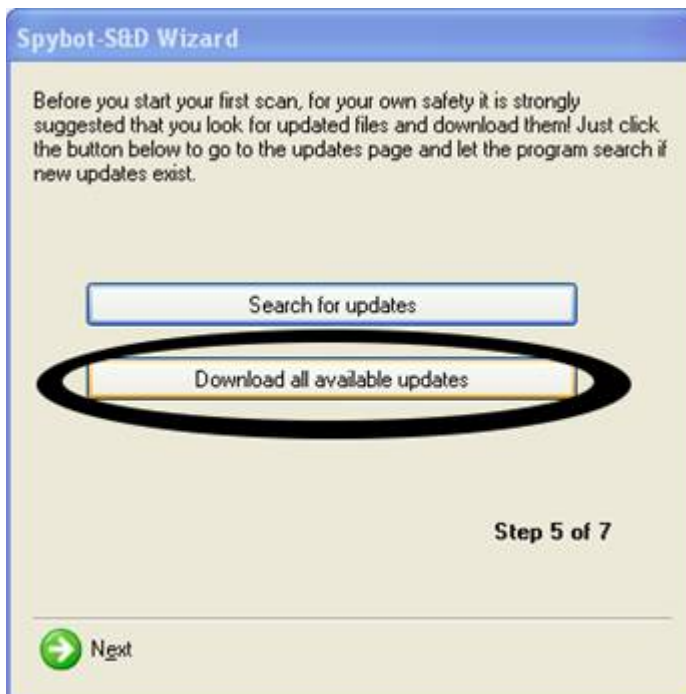 Spybot-S&D Wizard
Before you start your first scan, for your own safety it is strongly
suggested that you look for updated files and download them! Just click
the button below to go to the updates page and let the program search if
new updates exist.
Search for updates
Download all available updates
Step 5 of 7
Next